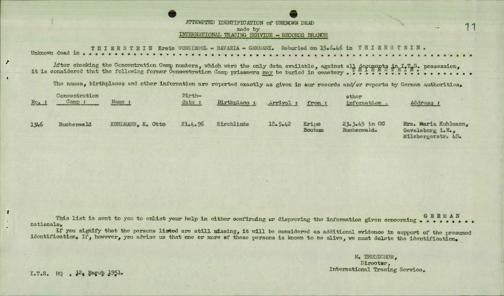 ATTEMPTED IDENTIFICATION of UNKNOWN DEAD
made by
INTERNATIONAL TRACING SERVICE - RECORDS BRANCH
11
Unknown dead in THIERSTEIN Kreis WUNSIEDEL - BAVARIA - GERMANY. Reburied on 13.6.46 in THIERSTEIN.
After checking the Concentration Camp numbers, which were the only data available, against all documents in I.T.S. possession,
it is considered that the following former Concentration Camp prisoners may be buried in cemetery
The names, birthplaces and other information are reported exactly as given in our records and/or reports by German authorities.
Concentration Birth- other
No.: Camp : Name : Date : Birthplace : Arrival : from : information . Address :
1346 Buchenwald KUHLMANN, K. Otto 21.4.96 Kirchlinde 18.9.42 Kripo 23.3.45 in CC Mrs. Maria Kuhlmann,
Bochum Buchenwald. Gevelsberg i.W.,
Milsbergerstr. 42.
This list is sent to you to enlist your help in either confirming or disproving the information given concerning GERMAN
nationals.
If you signify that the persons listed are still missing, it will be considered as additional evidence in support of the presumed
identification. If, however, you advise us that one or more of these persons is known to be alive, we must delete the identification.
M. THUDICHUM,
Director,
International Tracing Service.
I.T.S. HQ . 12 March 1951.